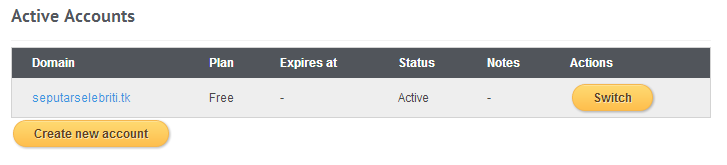 Active Accounts
Domain Plan Expires at Status Notes Actions
seputarselebriti.tk Free - Active - Switch
Create new account